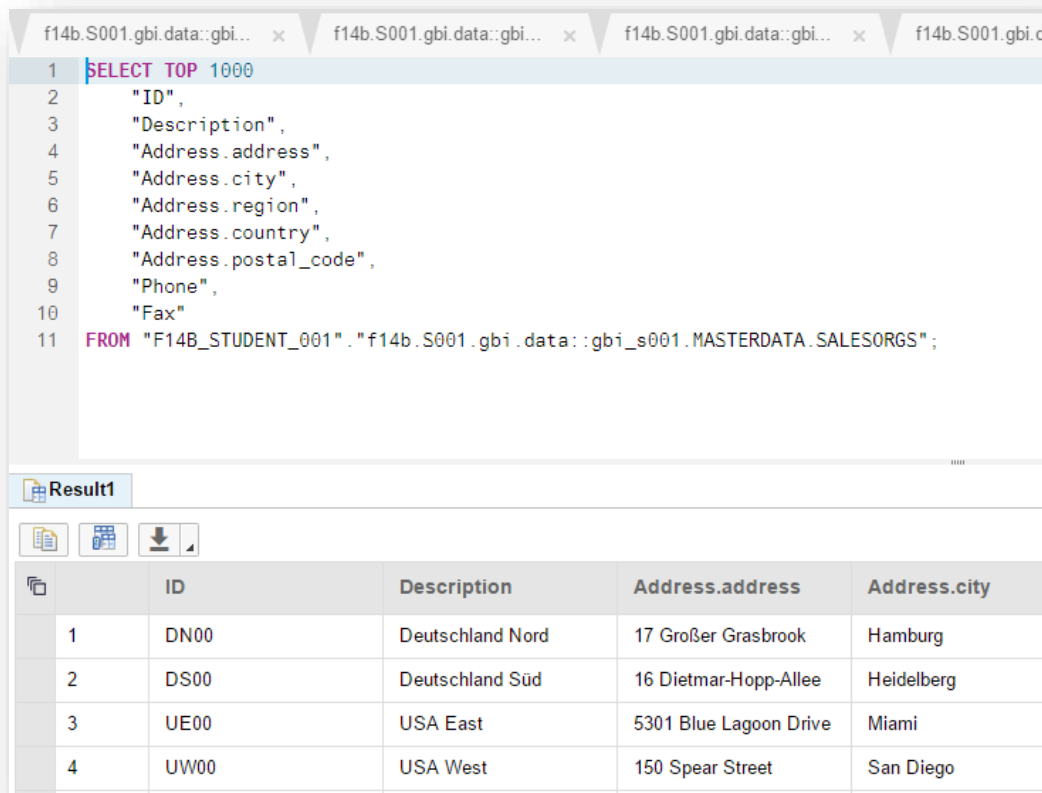 f14b.S001.gbi.data::gbi... × f14b.S001.gbi.data::gbi... × f14b.S001.gbi.data::gbi... × f14b.S001.gbi.d
1 SELECT TOP 1000
2 "ID",
3 "Description",
4 "Address.address",
5 "Address.city",
6 "Address.region",
7 "Address.country",
8 "Address.postal_code",
9 "Phone",
10 "Fax"
11 FROM "F14B_STUDENT_001"."f14b.S001.gbi.data::gbi_s001.MASTERDATA.SALESORGS";
Result1
ID Description Address.address Address.city
1 DN00 Deutschland Nord 17 Großer Grasbrook Hamburg
2 DS00 Deutschland Süd 16 Dietmar-Hopp-Allee Heidelberg
3 UE00 USA East 5301 Blue Lagoon Drive Miami
4 UW00 USA West 150 Spear Street San Diego